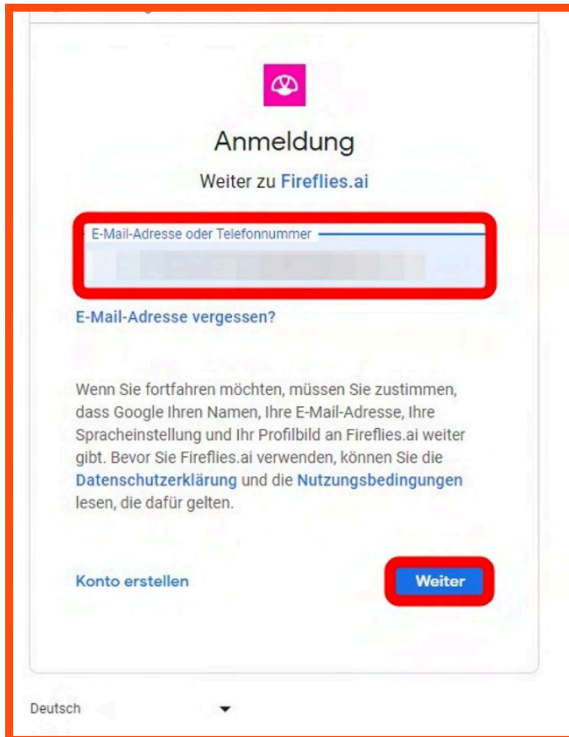 Anmeldung
Weiter zu Fireflies.ai
E-Mail-Adresse oder Telefonnummer
E-Mail-Adresse vergessen?
Wenn Sie fortfahren möchten, müssen Sie zustimmen,
dass Google Ihren Namen, Ihre E-Mail-Adresse, Ihre
Spracheinstellung und Ihr Profilbild an Fireflies.ai weiter
gibt. Bevor Sie Fireflies.ai verwenden, können Sie die
Datenschutzerklärung und die Nutzungsbedingungen
lesen, die dafür gelten.
Konto erstellen
Weiter
Deutsch